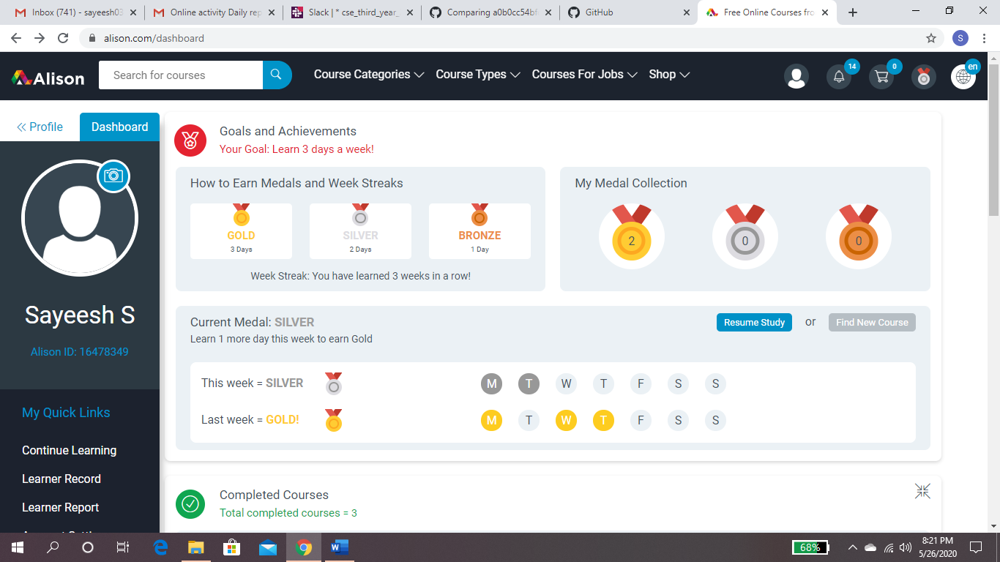 Inbox (741) - sayeesh03
Online activity Daily rep
Slack | * cse_third_year_
Comparing a0b0cc54bf
GitHub
Free Online Courses fro
alison.com/dashboard
S
Alison
Search for courses
Course Categories
Course Types
Courses For Jobs
Shop
14
0
en
Profile
Dashboard
Goals and Achievements
Your Goal: Learn 3 days a week!
How to Earn Medals and Week Streaks
My Medal Collection
GOLD
3 Days
SILVER
2 Days
BRONZE
1 Day
2
0
0
Week Streak: You have learned 3 weeks in a row!
Sayeesh S
Alison ID: 16478349
Current Medal: SILVER
Learn 1 more day this week to earn Gold
Resume Study
or
Find New Course
This week = SILVER
M T W T F S S
Last week = GOLD!
M T W T F S S
My Quick Links
Continue Learning
Learner Record
Learner Report
Completed Courses
Total completed courses = 3
68%
8:21 PM
5/26/2020